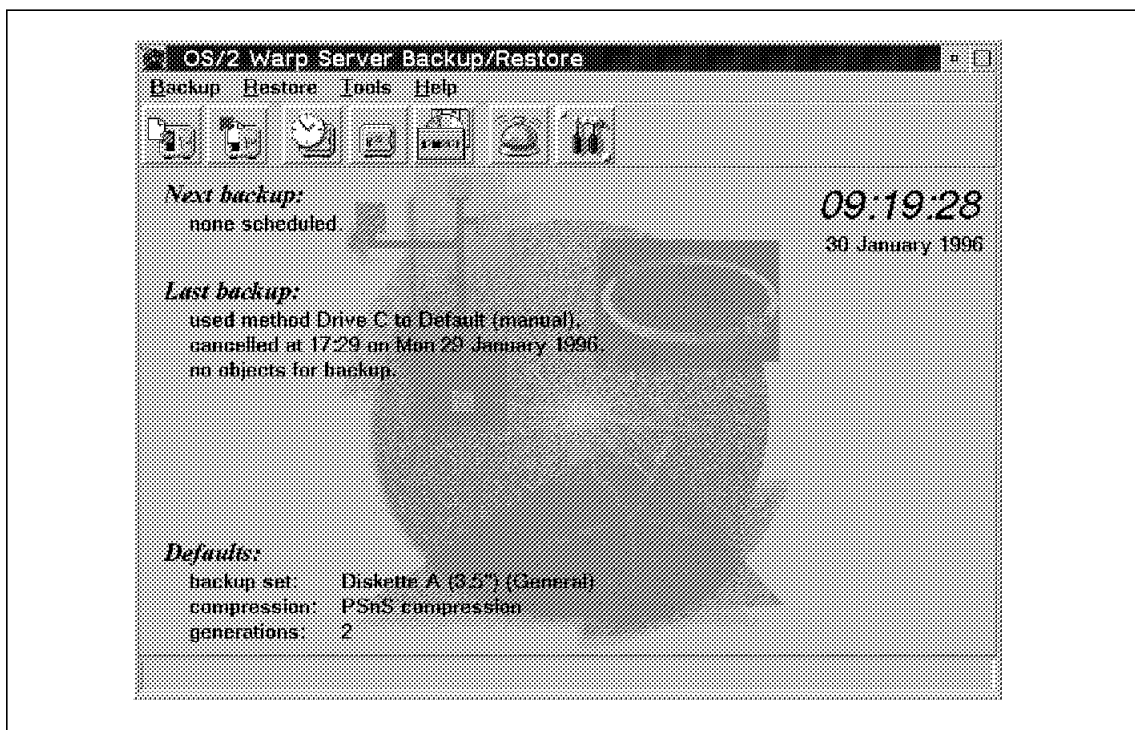 OS/2 Warp Server Backup/Restore
Backup Restore Tools Help
Next backup:
none scheduled.
09:19:28
30 January 1996
Last backup:
used method Drive C to Default (manual).
cancelled at 17:29 on Mon 29 January 1996.
no objects for backup.
Defaults:
backup set: Diskette A (3.5") (General)
compression: PSnS compression
generations: 2